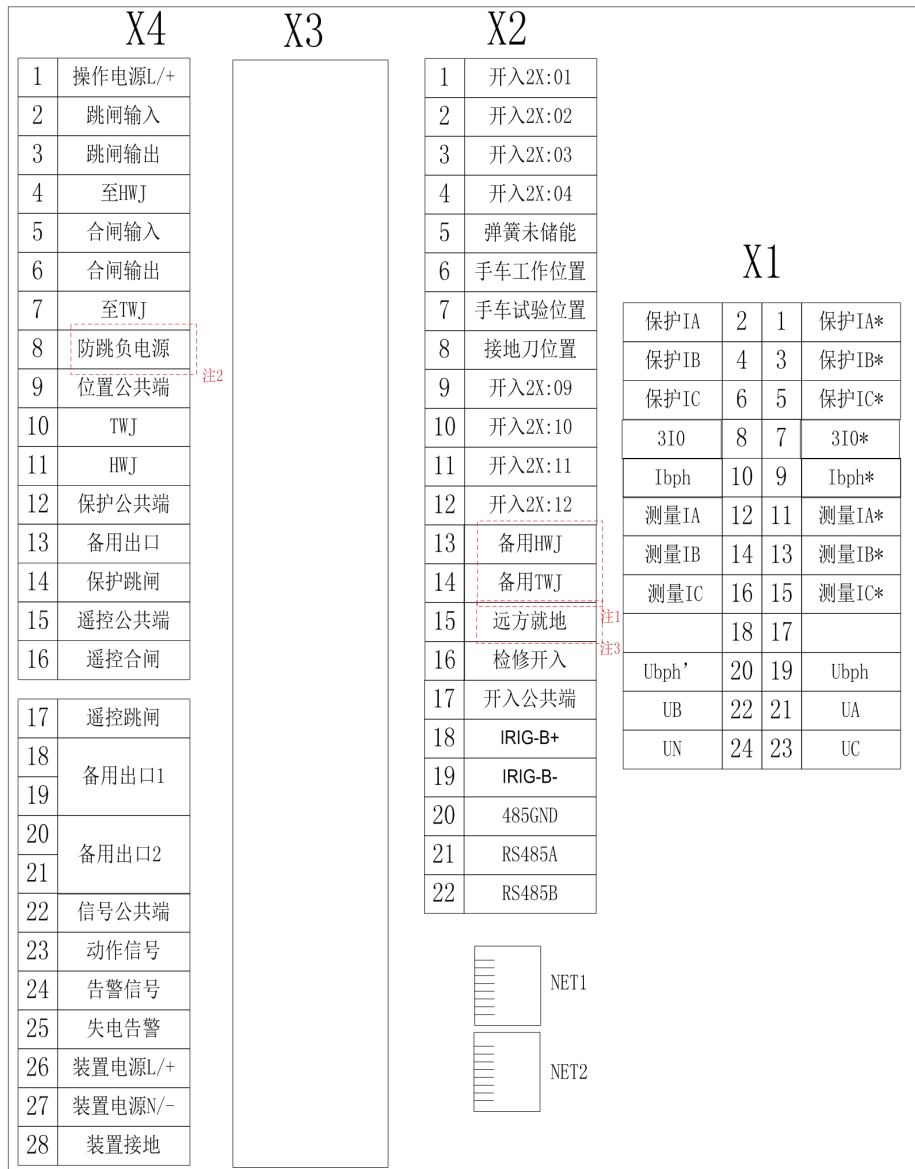 X4
1 操作电源L/+
2 跳闸输入
3 跳闸输出
4 至HWJ
5 合闸输入
6 合闸输出
7 至TWJ
8 防跳负电源
注2
9 位置公共端
10 TWJ
11 HWJ
12 保护公共端
13 备用出口
14 保护跳闸
15 遥控公共端
16 遥控合闸
17 遥控跳闸
18
备用出口1
19
20
备用出口2
21
22 信号公共端
23 动作信号
24 告警信号
25 失电告警
26 装置电源L/+
27 装置电源N/-
28 装置接地
X3
X2
1 开入2X:01
2 开入2X:02
3 开入2X:03
4 开入2X:04
5 弹簧未储能
6 手车工作位置
7 手车试验位置
8 接地刀位置
9 开入2X:09
10 开入2X:10
11 开入2X:11
12 开入2X:12
13 备用HWJ
14 备用TWJ
注1
15 远方就地
注3
16 检修开入
17 开入公共端
18 IRIG-B+
19 IRIG-B-
20 485GND
21 RS485A
22 RS485B
NET1
NET2
X1
保护IA 2 1 保护IA*
保护IB 4 3 保护IB*
保护IC 6 5 保护IC*
3I0 8 7 3I0*
Ibph 10 9 Ibph*
测量IA 12 11 测量IA*
测量IB 14 13 测量IB*
测量IC 16 15 测量IC*
18 17
Ubph' 20 19 Ubph
UB 22 21 UA
UN 24 23 UC